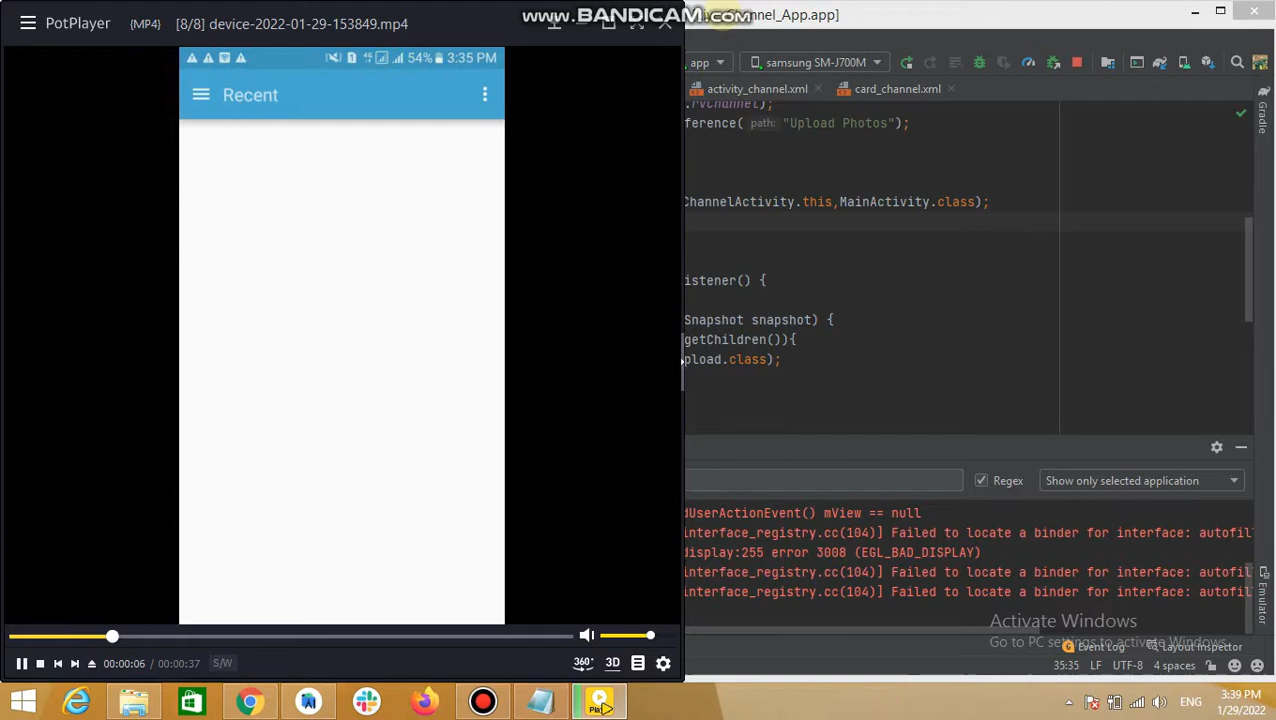 PotPlayer {MP4} [8/8] device-2022-01-29-153849.mp4
www.BANDICAM.com
Channel_App.app]
54% 3:35 PM
Recent
app samsung SM-J700M
activity_channel.xml card_channel.xml
.rvChannel);
ference( path: "Upload Photos");
ChannelActivity.this,MainActivity.class);
istener() {
Snapshot snapshot) {
getChildren()){
pload.class);
Gradle
Regex Show only selected application
dUserActionEvent() mView == null
interface_registry.cc(104)] Failed to locate a binder for interface: autofil
display:255 error 3008 (EGL_BAD_DISPLAY)
interface_registry.cc(104)] Failed to locate a binder for interface: autofil
interface_registry.cc(104)] Failed to locate a binder for interface: autofil
Emulator
Activate Windows
Go to PC settings to activate Windows.
Event Log Layout Inspector
35:35 LF UTF-8 4 spaces
00:00:06 / 00:00:37 S/W
360° 3D
ENG
3:39 PM
1/29/2022